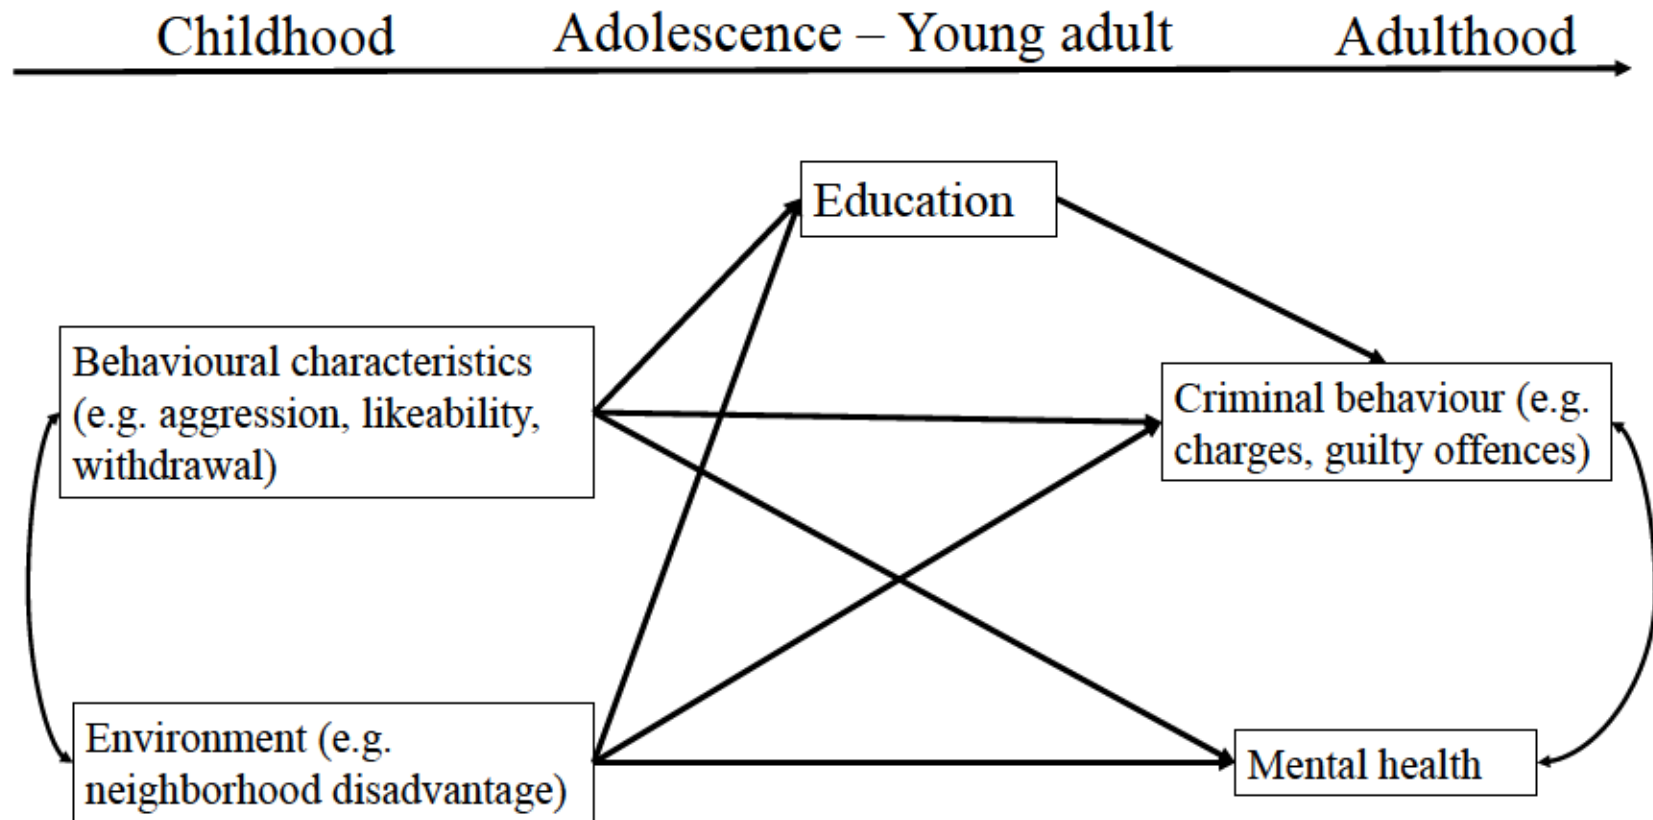 Childhood
Adolescence – Young adult
Adulthood
Education
Behavioural characteristics
(e.g. aggression, likeability,
withdrawal)
Criminal behaviour (e.g.
charges, guilty offences)
Environment (e.g.
neighborhood disadvantage)
Mental health